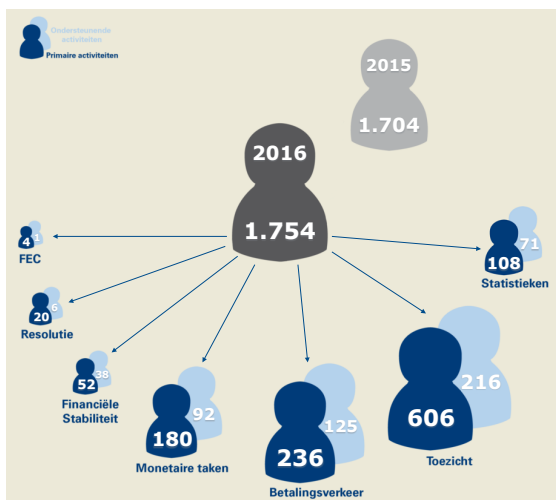 Ondersteunende
activiteiten
Primaire activiteiten
2015
1.704
2016
1.754
4 1
FEC
20 6
Resolutie
52 38
Financiële
Stabiliteit
180 92
Monetaire taken
236 125
Betalingsverkeer
606 216
Toezicht
108 71
Statistieken